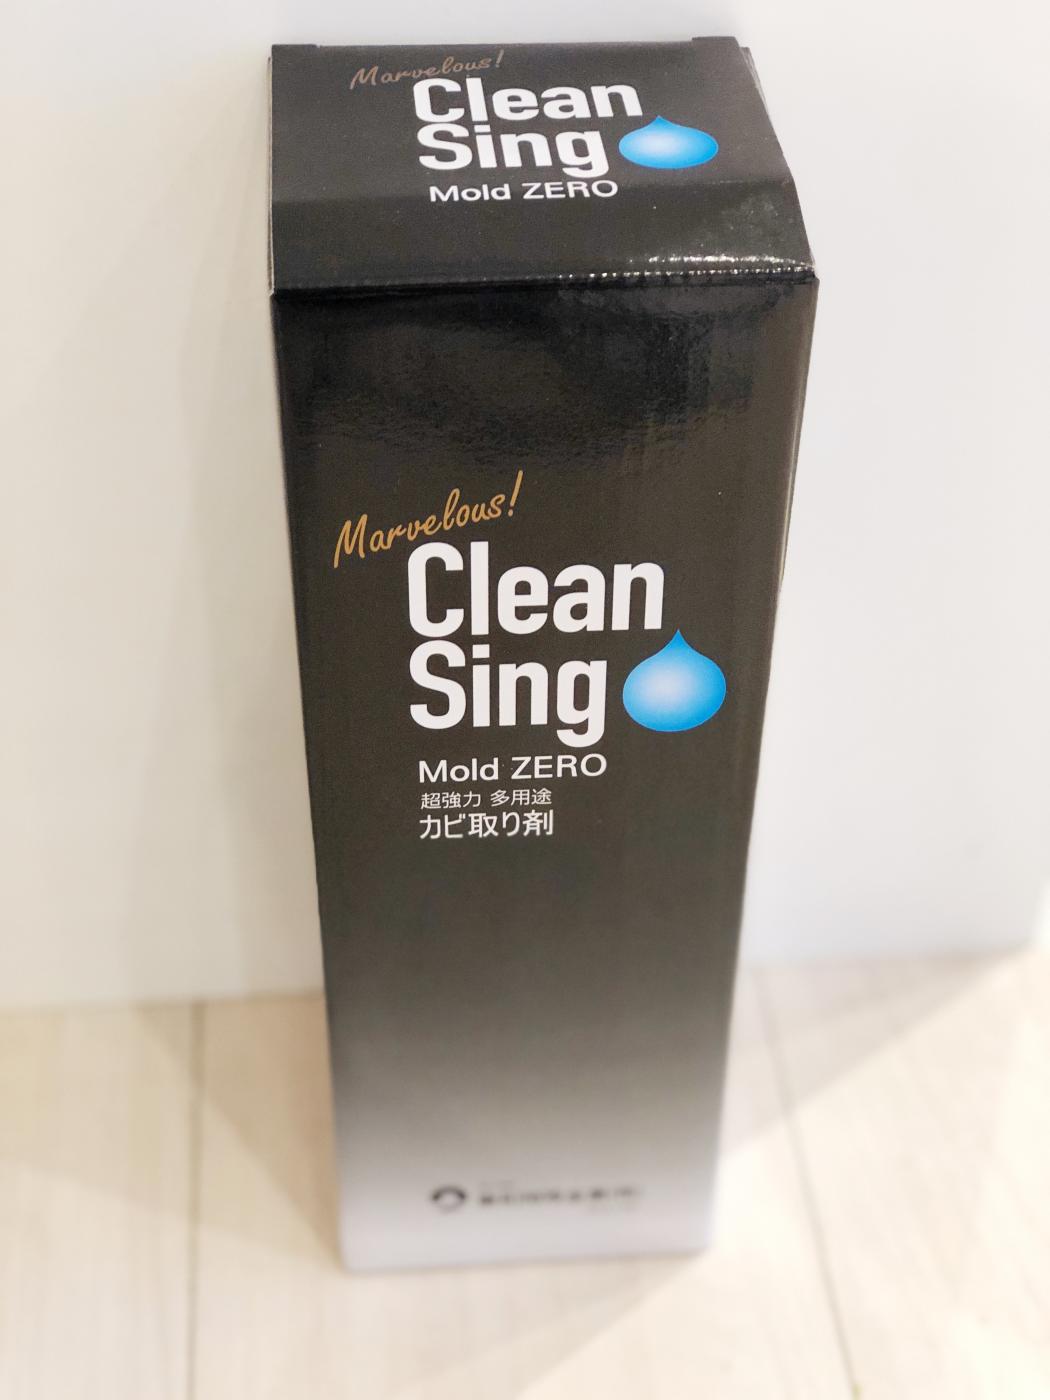 Marvelous!
Clean
Sing
Mold ZERO
Marvelous!
Clean
Sing
Mold ZERO
超強力 多用途
カビ取り剤